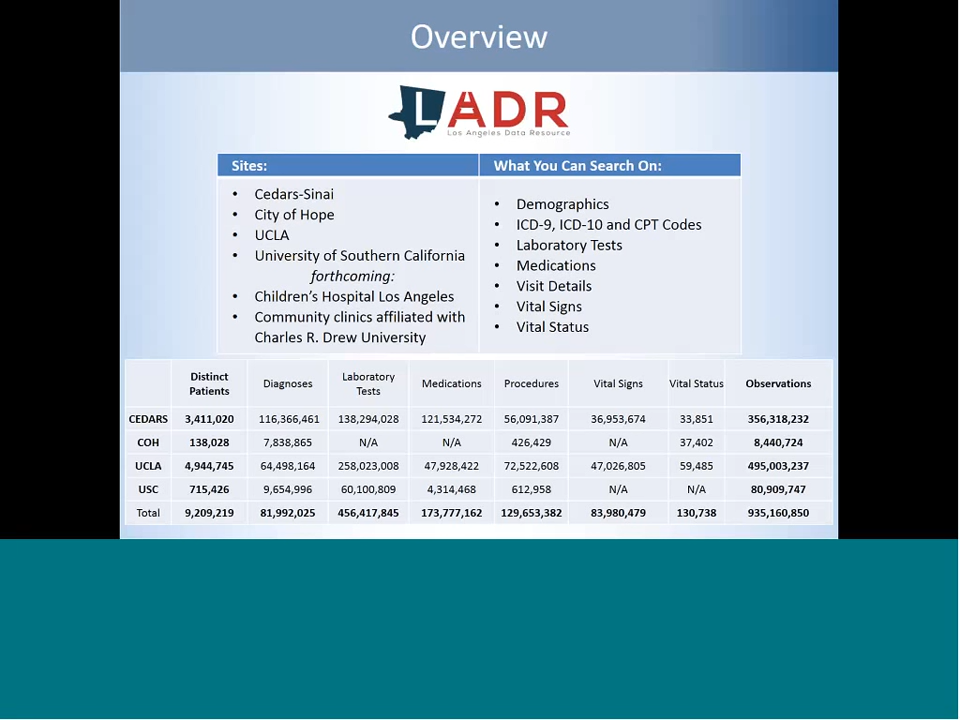 Overview
LADR
Los Angeles Data Resource
Sites:
• Cedars-Sinai
• City of Hope
• UCLA
• University of Southern California
forthcoming:
• Children's Hospital Los Angeles
• Community clinics affiliated with
Charles R. Drew University
What You Can Search On:
• Demographics
• ICD-9, ICD-10 and CPT Codes
• Laboratory Tests
• Medications
• Visit Details
• Vital Signs
• Vital Status
Distinct Patients Diagnoses Laboratory Tests Medications Procedures Vital Signs Vital Status Observations
CEDARS 3,411,020 116,366,461 138,294,028 121,534,272 56,091,387 36,953,674 33,851 356,318,232
COH 138,028 7,838,865 N/A N/A 426,429 N/A 37,402 8,440,724
UCLA 4,944,745 64,498,164 258,023,008 47,928,422 72,522,608 47,026,805 59,485 495,003,237
USC 715,426 9,654,996 60,100,809 4,314,468 612,958 N/A N/A 80,909,747
Total 9,209,219 81,992,025 456,417,845 173,777,162 129,653,382 83,980,479 130,738 935,160,850